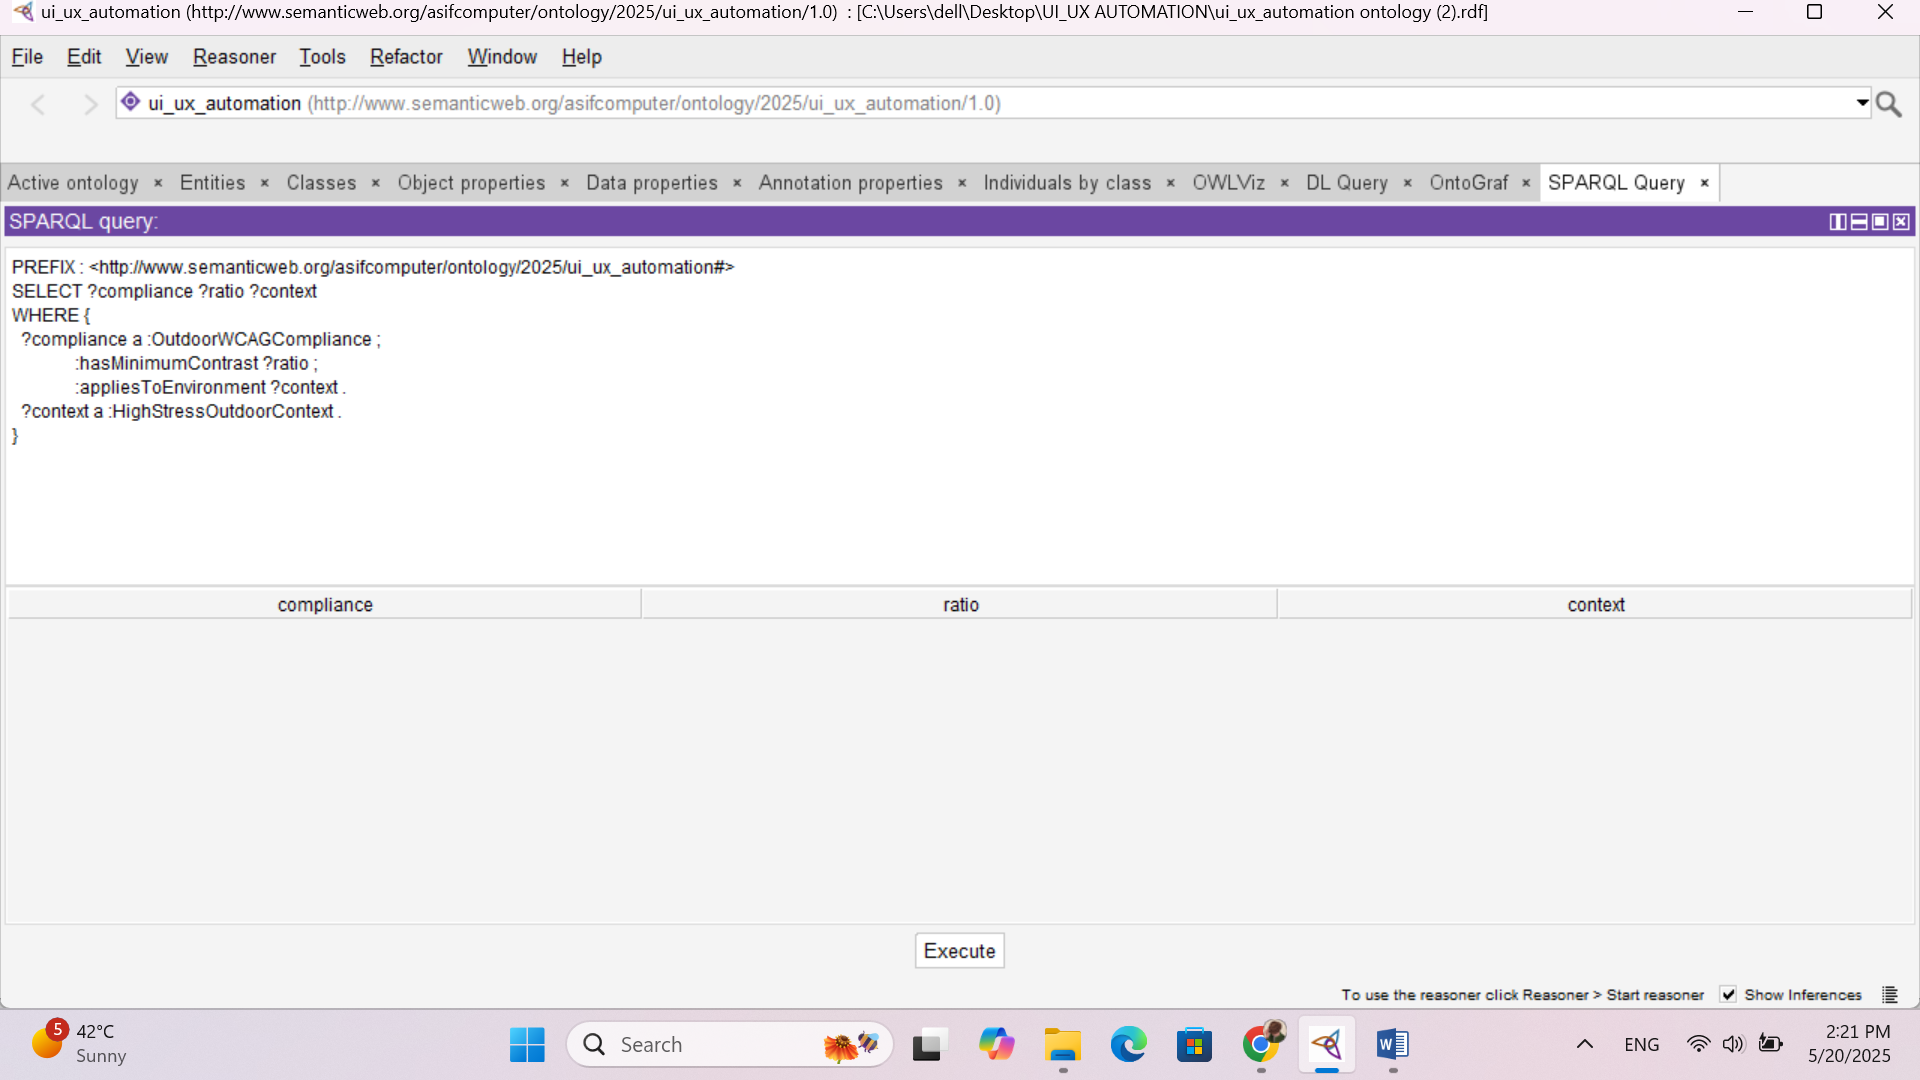 ui_ux_automation (http://www.semanticweb.org/asifcomputer/ontology/2025/ui_ux_automation/1.0)  : [C:\Users\dell\Desktop\UI_UX AUTOMATION\ui_ux_automation ontology (2).rdf]
File Edit View Reasoner Tools Refactor Window Help
ui_ux_automation (http://www.semanticweb.org/asifcomputer/ontology/2025/ui_ux_automation/1.0)
Active ontology × Entities × Classes × Object properties × Data properties × Annotation properties × Individuals by class × OWLViz × DL Query × OntoGraf × SPARQL Query ×
SPARQL query:
PREFIX : <http://www.semanticweb.org/asifcomputer/ontology/2025/ui_ux_automation#>
SELECT ?compliance ?ratio ?context
WHERE {
?compliance a :OutdoorWCAGCompliance ;
:hasMinimumContrast ?ratio ;
:appliesToEnvironment ?context .
?context a :HighStressOutdoorContext .
}
compliance ratio context
Execute
To use the reasoner click Reasoner > Start reasoner Show Inferences
5 42°C
Sunny
Search
ENG
2:21 PM
5/20/2025